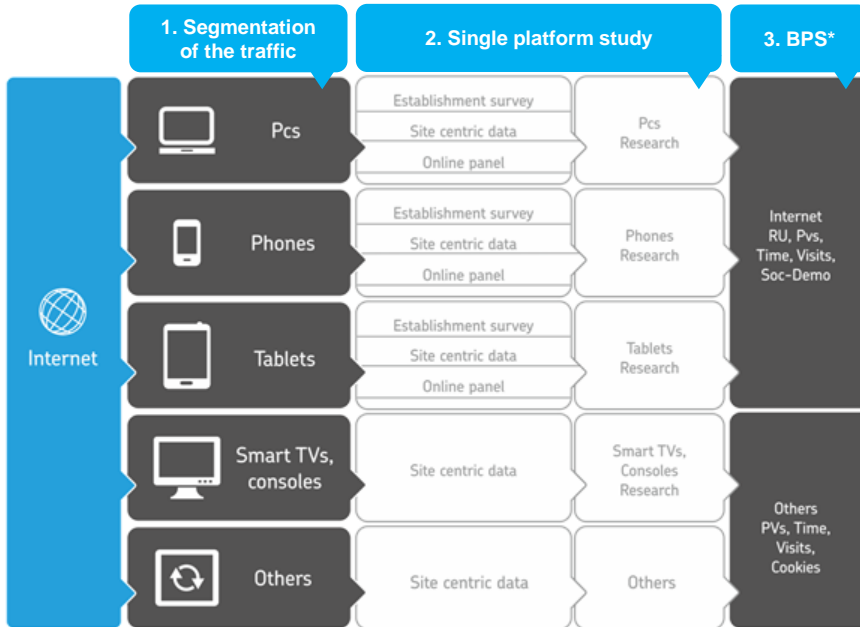 1. Segmentation
of the traffic
2. Single platform study
3. BPS*
Internet
Pcs
Establishment survey
Site centric data
Online panel
Pcs
Research
Phones
Establishment survey
Site centric data
Online panel
Phones
Research
Tablets
Establishment survey
Site centric data
Online panel
Tablets
Research
Internet
RU, Pvs,
Time, Visits,
Soc-Demo
Smart TVs,
consoles
Site centric data
Smart TVs,
Consoles
Research
Others
Site centric data
Others
Others
PVs, Time,
Visits,
Cookies